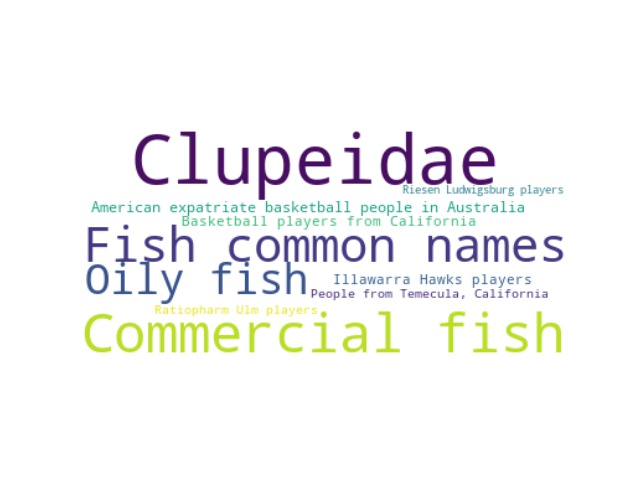 Clupeidae
Riesen Ludwigsburg players
American expatriate basketball people in Australia
Basketball players from California
Fish common names
Oily fish
Illawarra Hawks players
People from Temecula, California
Ratiopharm Ulm players
Commercial fish